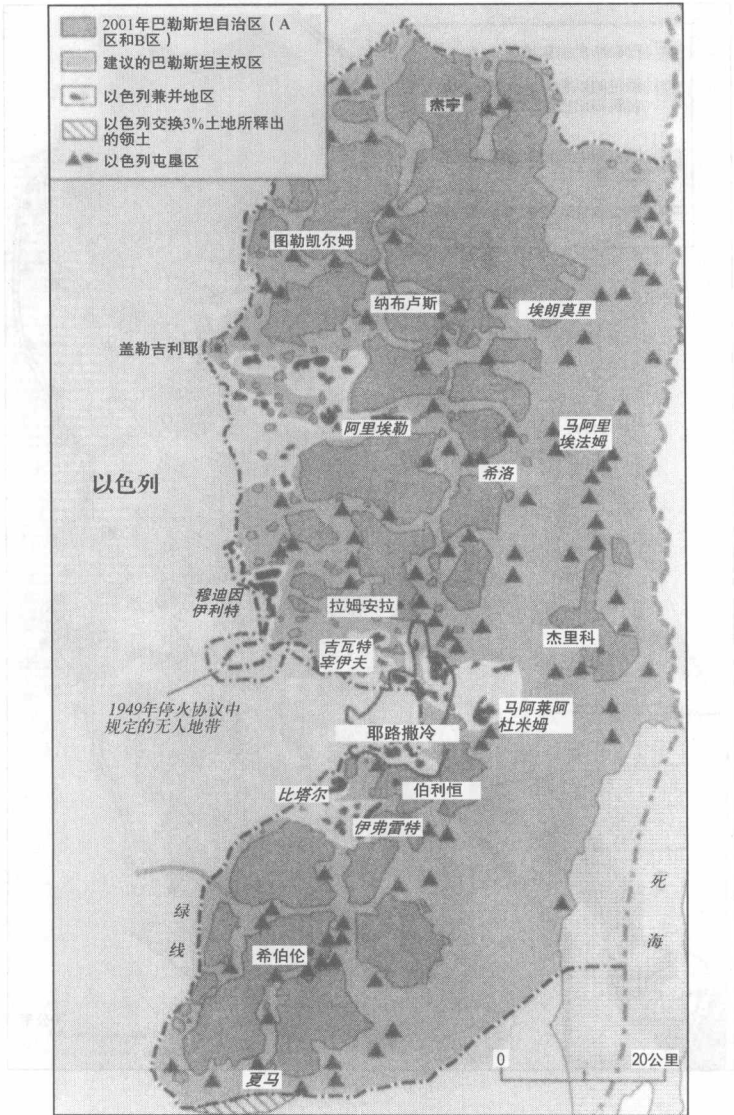 2001年巴勒斯坦自治区（A
区和B区）
建议的巴勒斯坦主权区
以色列兼并地区
以色列交换3%土地所释出
的领土
以色列屯垦区
杰宁
图勒凯尔姆
纳布卢斯
埃朗莫里
盖勒吉利耶
阿里埃勒
马阿里
埃法姆
希洛
以色列
穆迪因
伊利特
拉姆安拉
杰里科
吉瓦特
宰伊夫
1949年停火协议中
规定的无人地带
马阿莱阿
杜米姆
耶路撒冷
比塔尔
伯利恒
伊弗雷特
死
海
绿
线
希伯伦
夏马
0
20公里